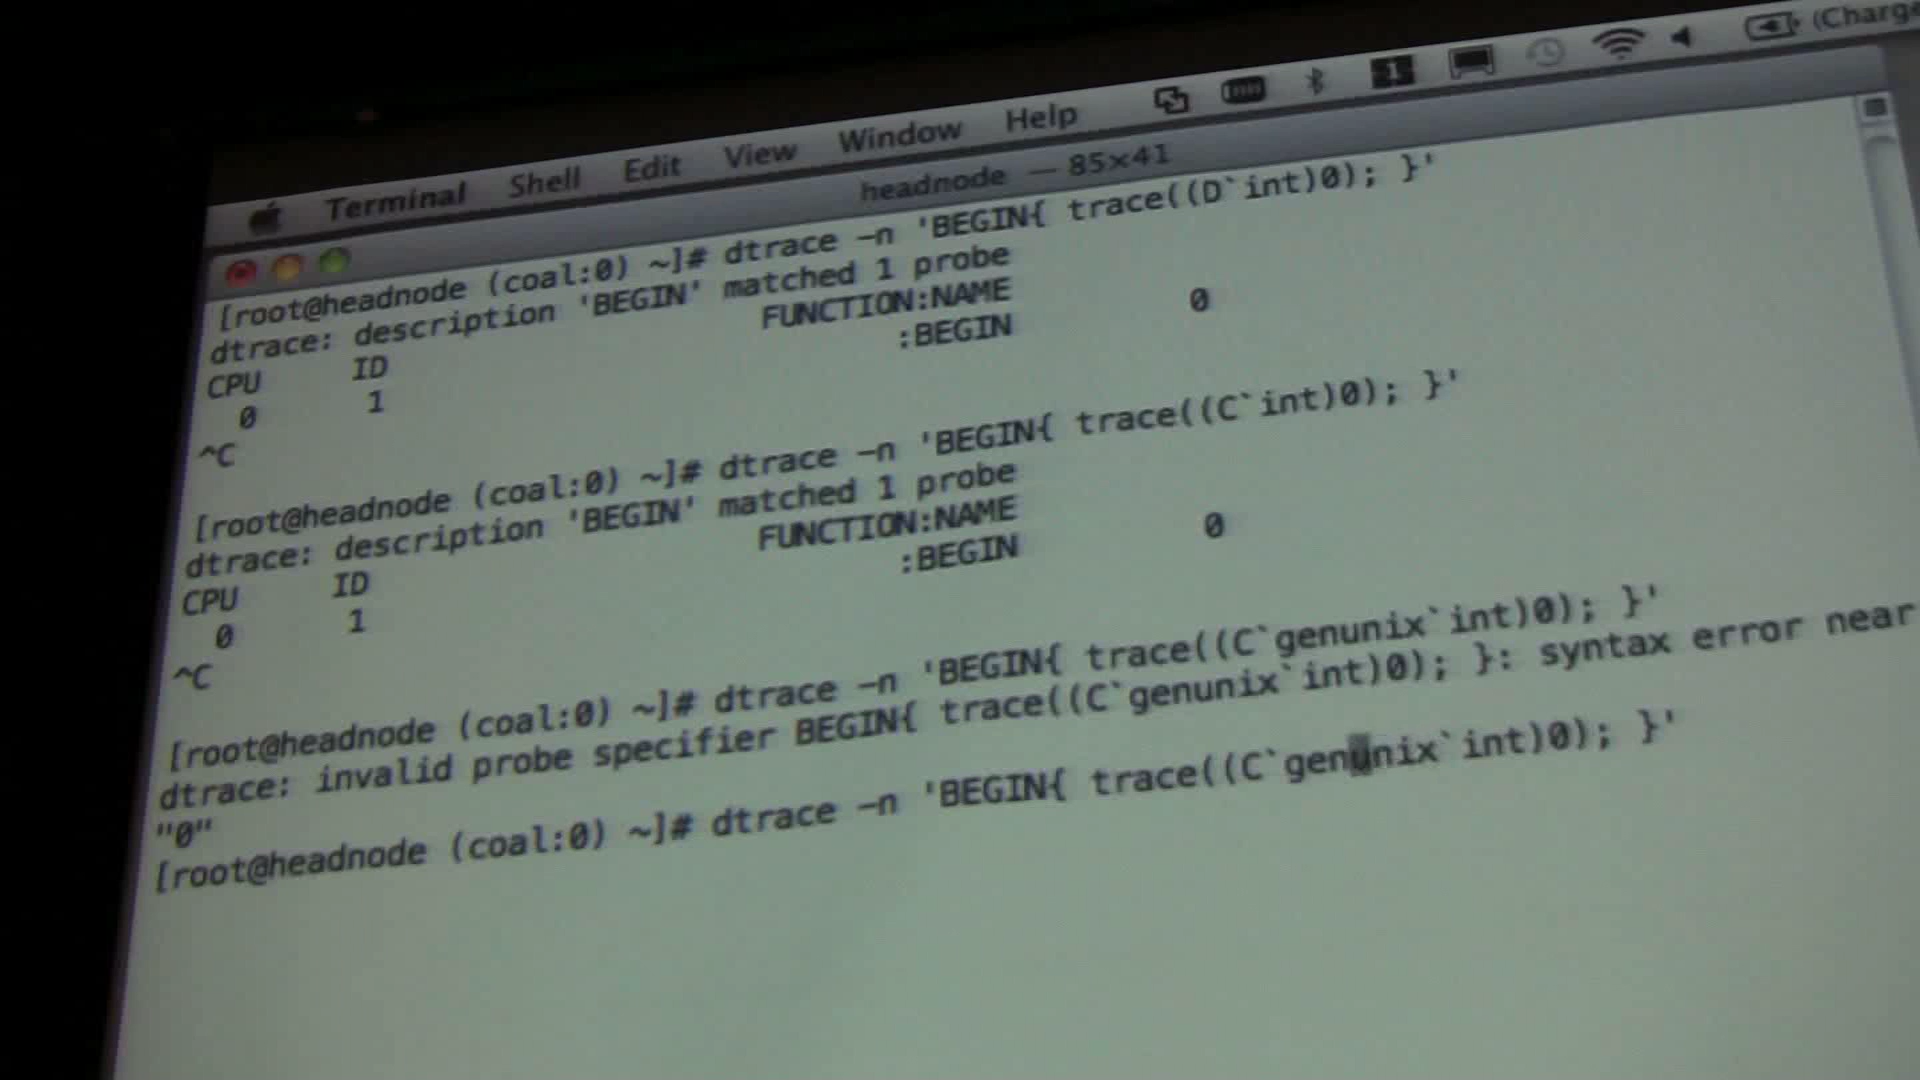 Terminal Shell Edit View Window Help (Charge
headnode — 85×41
[root@headnode (coal:0) ~]# dtrace -n 'BEGIN{ trace((D`int)0); }'
dtrace: description 'BEGIN' matched 1 probe
CPU ID FUNCTION:NAME
0 1 :BEGIN 0
^C
[root@headnode (coal:0) ~]# dtrace -n 'BEGIN{ trace((C`int)0); }'
dtrace: description 'BEGIN' matched 1 probe
CPU ID FUNCTION:NAME
0 1 :BEGIN 0
^C
[root@headnode (coal:0) ~]# dtrace -n 'BEGIN{ trace((C`genunix`int)0); }'
dtrace: invalid probe specifier BEGIN{ trace((C`genunix`int)0); }: syntax error near
"0"
[root@headnode (coal:0) ~]# dtrace -n 'BEGIN{ trace((C`genunix`int)0); }'